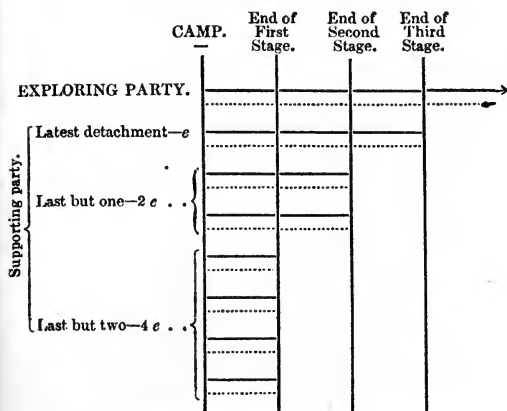 CAMP.
End of
First
Stage.
End of
Second
Stage.
End of
Third
Stage.
EXPLORING PARTY.
Supporting party.
Latest detachment—e
Last but one—2 e . .
Last but two—4 e . .